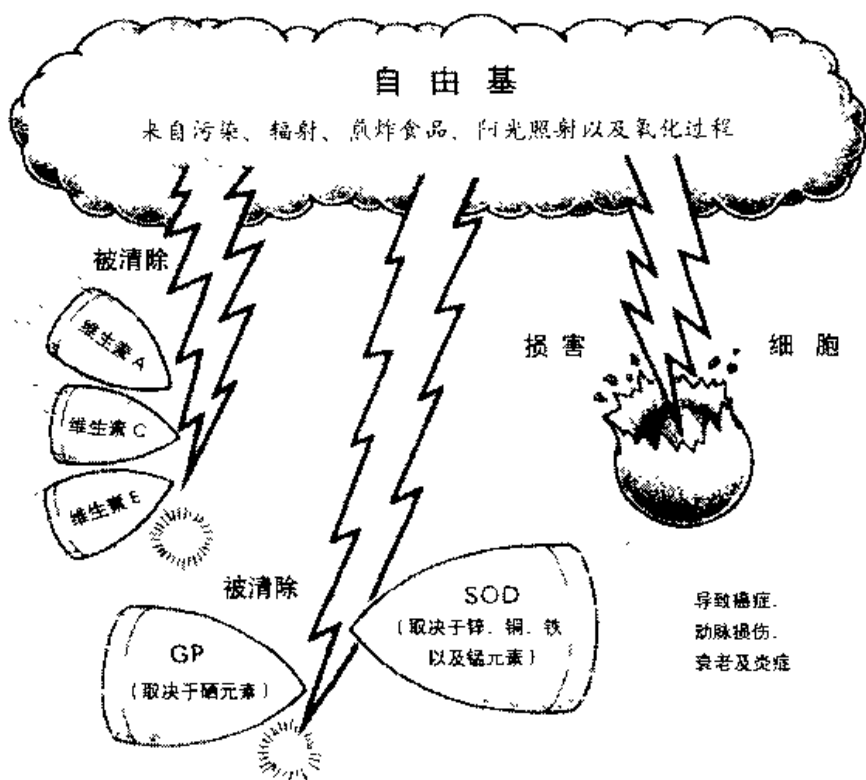 自由基
来自污染、辐射、煎炸食品、阳光照射以及氧化过程
被清除
维生素A
维生素C
维生素E
损害 细胞
被清除
GP
(取决于硒元素)
SOD
(取决于锌.铜.铁
以及锰元素)
导致癌症.
动脉损伤.
衰老及炎症